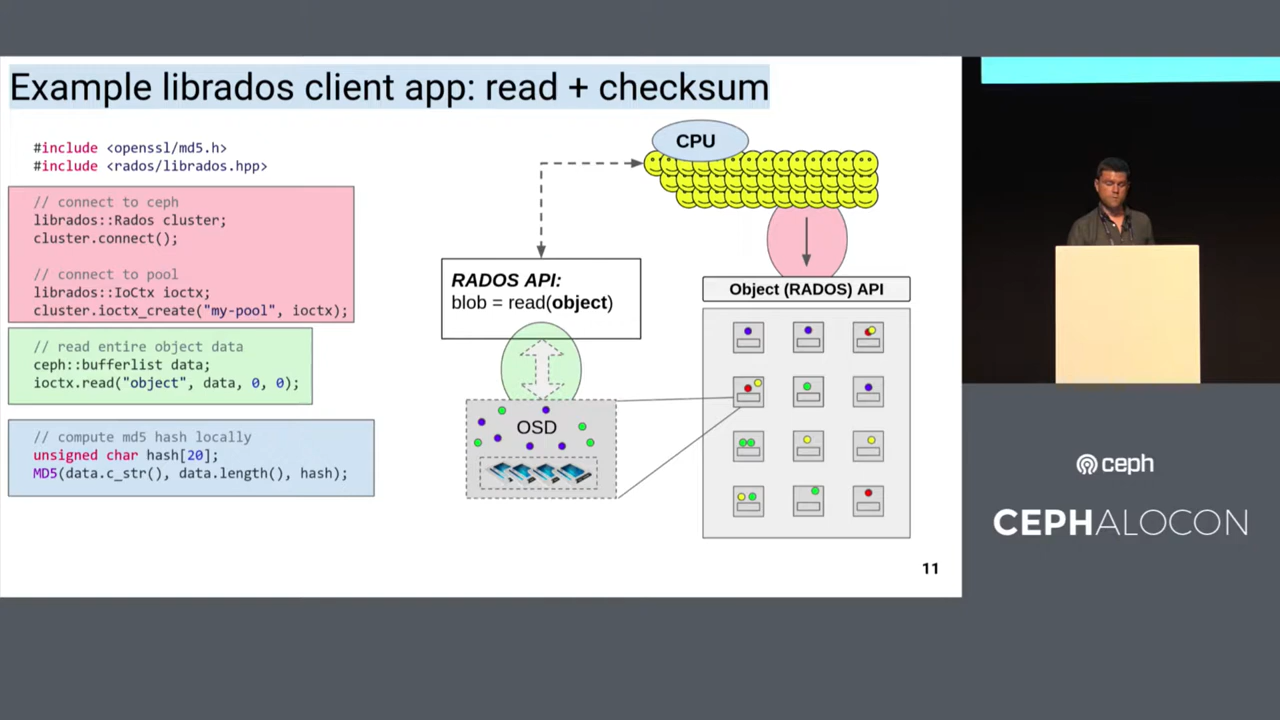 Example librados client app: read + checksum
#include <openssl/md5.h>
#include <rados/librados.hpp>
// connect to ceph
librados::Rados cluster;
cluster.connect();
// connect to pool
librados::IoCtx ioctx;
cluster.ioctx_create("my-pool", ioctx);
// read entire object data
ceph::bufferlist data;
ioctx.read("object", data, 0, 0);
// compute md5 hash locally
unsigned char hash[20];
MD5(data.c_str(), data.length(), hash);
CPU
RADOS API:
blob = read(object)
OSD
Object (RADOS) API
11
ceph
CEPHALOCON